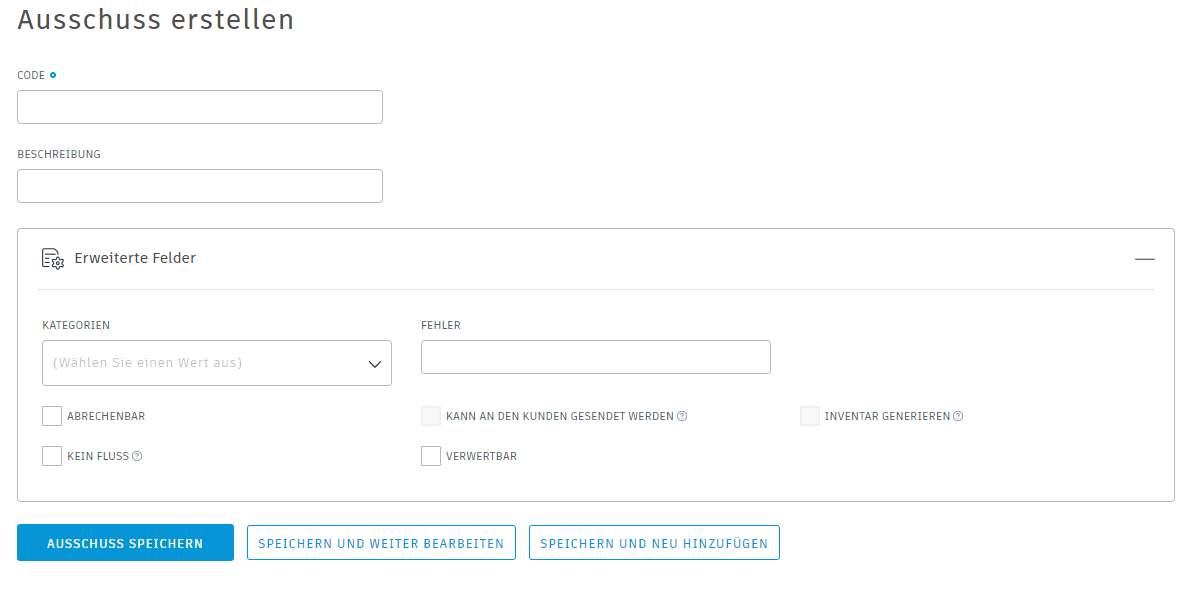 Ausschuss erstellen
CODE
BESCHREIBUNG
Erweiterte Felder
KATEGORIEN
FEHLER
(Wählen Sie einen Wert aus)
ABRECHENBAR
KANN AN DEN KUNDEN GESENDET WERDEN
INVENTAR GENERIEREN
KEIN FLUSS
VERWERTBAR
AUSSCHUSS SPEICHERN
SPEICHERN UND WEITER BEARBEITEN
SPEICHERN UND NEU HINZUFÜGEN